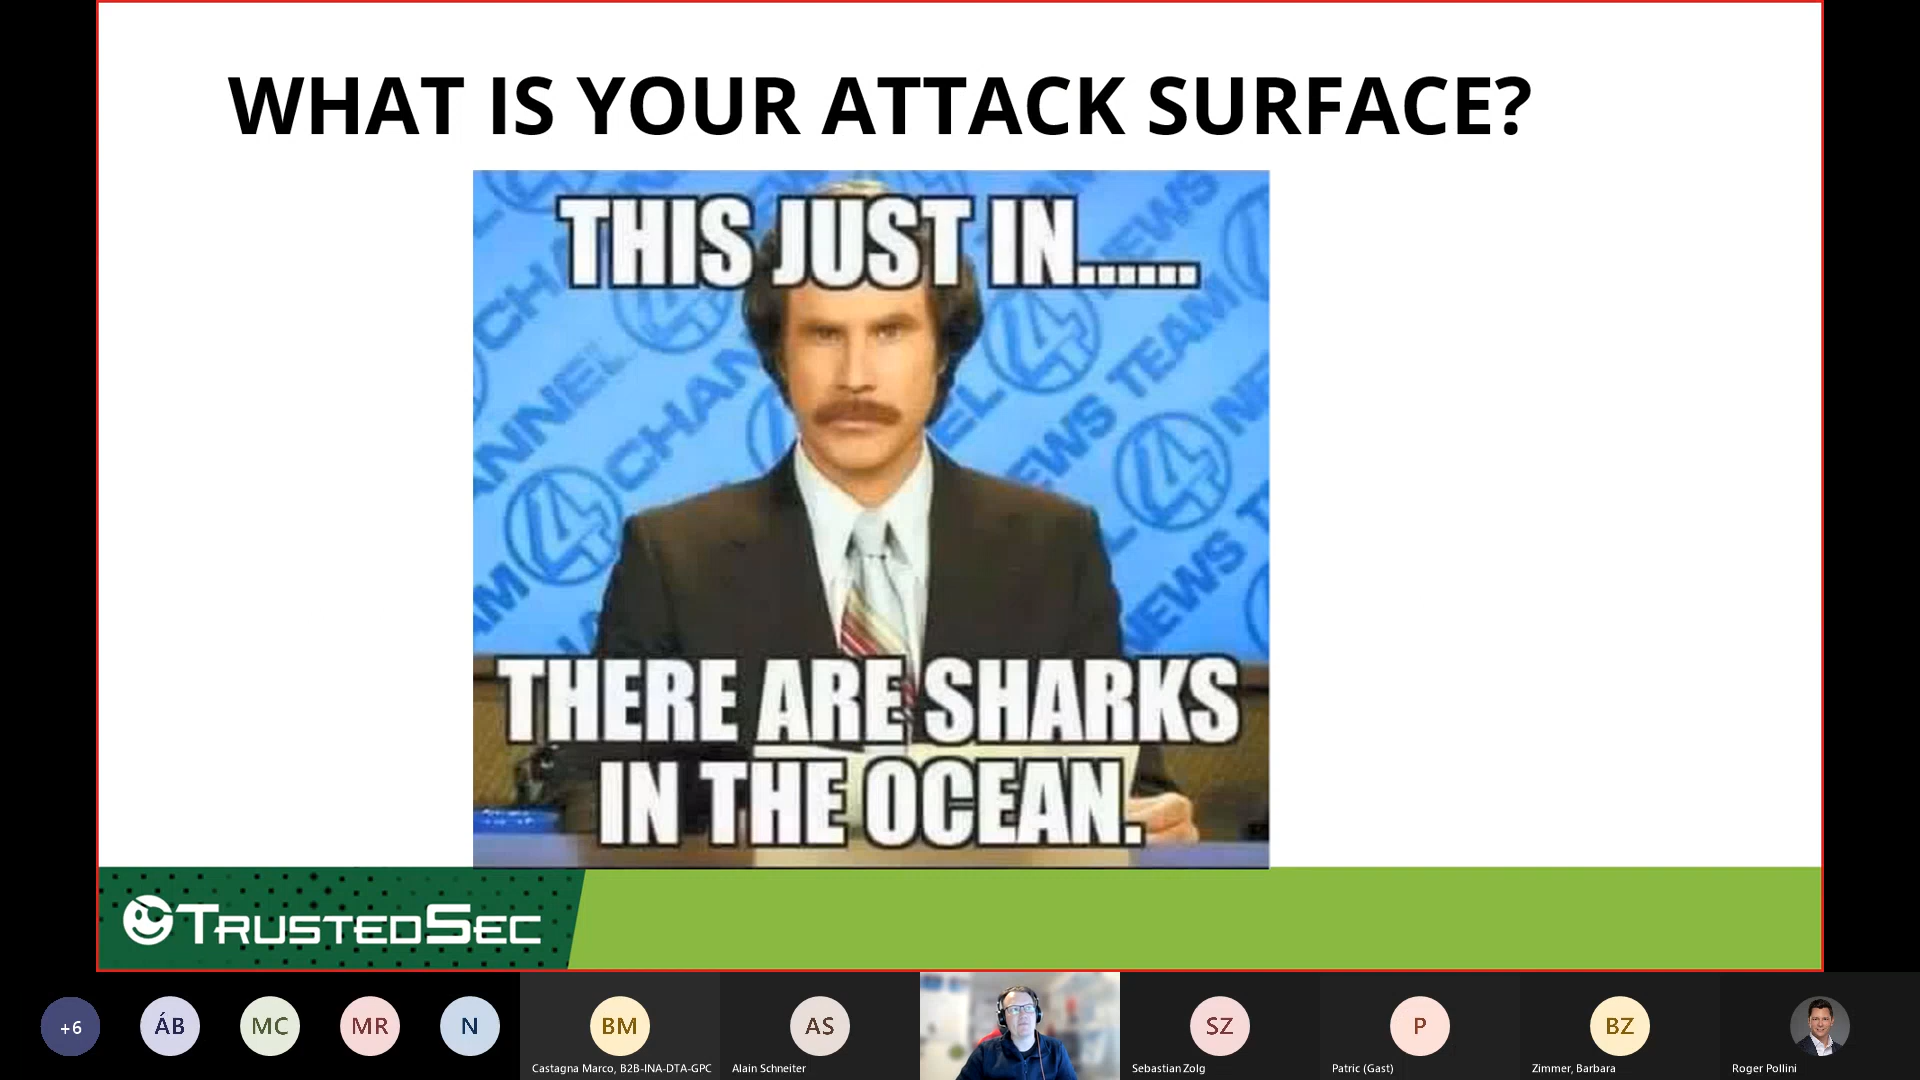 WHAT IS YOUR ATTACK SURFACE?
THIS JUST IN......
THERE ARE SHARKS
IN THE OCEAN.
TRUSTEDSEC
+6
ÁB
MC
MR
N
BM
AS
SZ
P
BZ
Castagna Marco, B2B-INA-DTA-GPC
Alain Schneiter
Sebastian Zolg
Patric (Gast)
Zimmer, Barbara
Roger Pollini